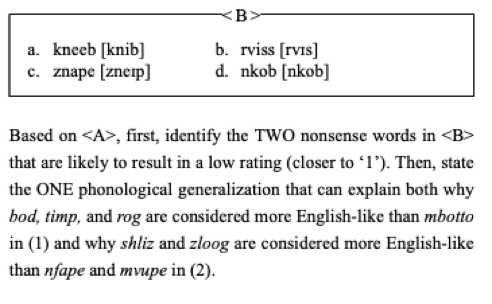 <B>
a. kneeb [knib] b. rviss [rvıs]
c. znape [zneıp] d. nkob [nkob]
Based on <A>, first, identify the TWO nonsense words in <B>
that are likely to result in a low rating (closer to ‘1’). Then, state
the ONE phonological generalization that can explain both why
bod, timp, and rog are considered more English-like than mbotto
in (1) and why shliz and zloog are considered more English-like
than nfape and mvupe in (2).